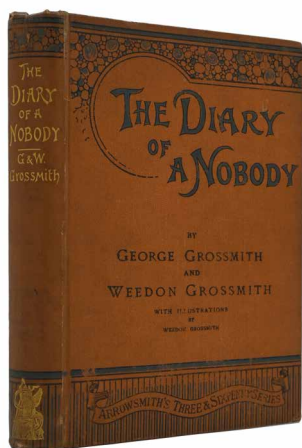 THE
DIARY
OF A
NOBODY
G & W
Grossmith
THE DIARY
OF
A NOBODY
BY
GEORGE GROSSMITH
AND
WEEDON GROSSMITH
WITH ILLUSTRATIONS
BY
WEEDON GROSSMITH
ARROWSMITH'S THREE & SIXPENNY SERIES